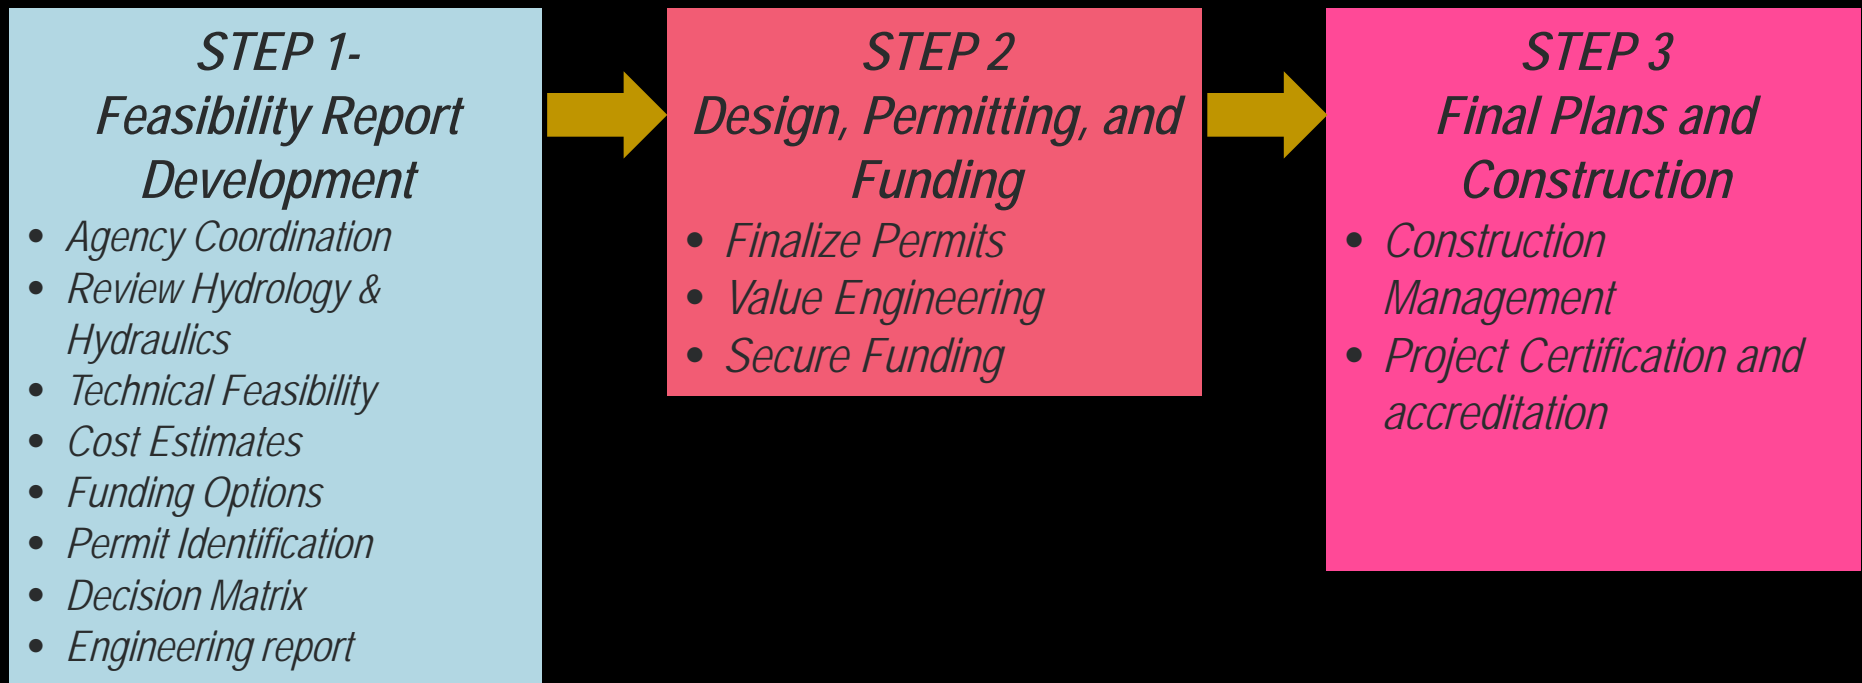 STEP 1-
Feasibility Report
Development
• Agency Coordination
• Review Hydrology &
Hydraulics
• Technical Feasibility
• Cost Estimates
• Funding Options
• Permit Identification
• Decision Matrix
• Engineering report
STEP 2
Design, Permitting, and
Funding
• Finalize Permits
• Value Engineering
• Secure Funding
STEP 3
Final Plans and
Construction
• Construction
Management
• Project Certification and
accreditation